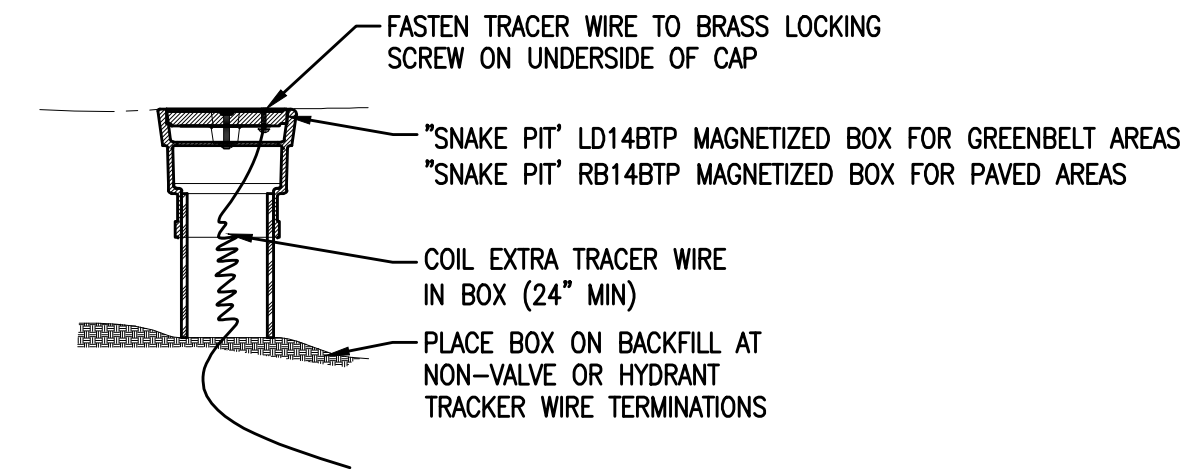 FASTEN TRACER WIRE TO BRASS LOCKING
SCREW ON UNDERSIDE OF CAP
"SNAKE PIT' LD14BTP MAGNETIZED BOX FOR GREENBELT AREAS
"SNAKE PIT' RB14BTP MAGNETIZED BOX FOR PAVED AREAS
COIL EXTRA TRACER WIRE
IN BOX (24" MIN)
PLACE BOX ON BACKFILL AT
NON-VALVE OR HYDRANT
TRACKER WIRE TERMINATIONS